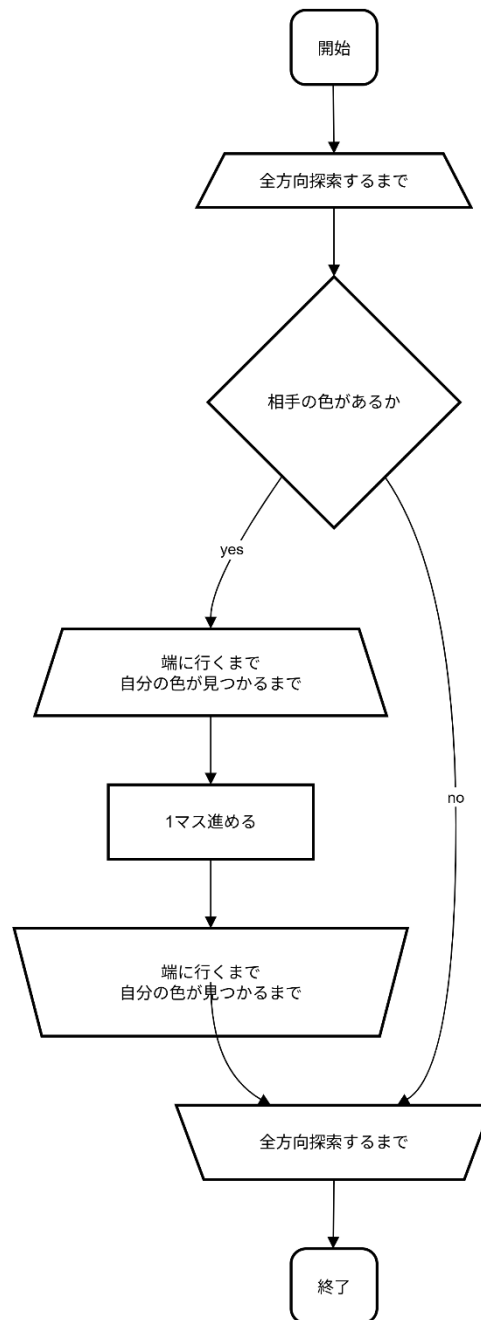 開始
全方向探索するまで
相手の色があるか
yes
端に行くまで
自分の色が見つかるまで
no
1マス進める
端に行くまで
自分の色が見つかるまで
全方向探索するまで
終了